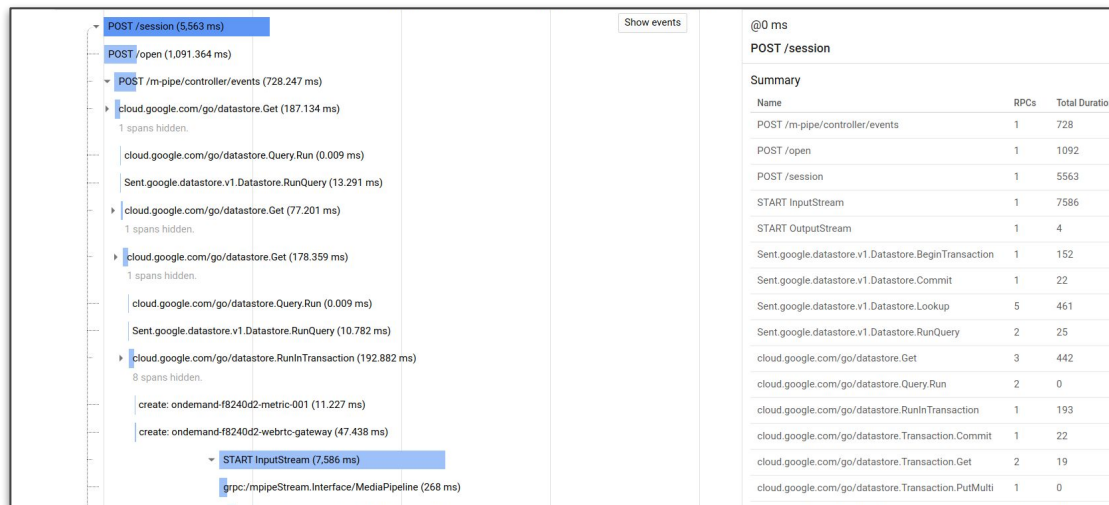 POST /session (5,563 ms)
Show events
POST /open (1,091.364 ms)
POST /m-pipe/controller/events (728.247 ms)
cloud.google.com/go/datastore.Get (187.134 ms)
1 spans hidden.
cloud.google.com/go/datastore.Query.Run (0.009 ms)
Sent.google.datastore.v1.Datastore.RunQuery (13.291 ms)
cloud.google.com/go/datastore.Get (77.201 ms)
1 spans hidden.
cloud.google.com/go/datastore.Get (178.359 ms)
1 spans hidden.
cloud.google.com/go/datastore.Query.Run (0.009 ms)
Sent.google.datastore.v1.Datastore.RunQuery (10.782 ms)
cloud.google.com/go/datastore.RunInTransaction (192.882 ms)
8 spans hidden.
create: ondemand-f8240d2-metric-001 (11.227 ms)
create: ondemand-f8240d2-webrtc-gateway (47.438 ms)
START InputStream (7,586 ms)
grpc:/mpipeStream.Interface/MediaPipeline (268 ms)
@0 ms
POST /session
Summary
Name RPCs Total Duratio
POST /m-pipe/controller/events 1 728
POST /open 1 1092
POST /session 1 5563
START InputStream 1 7586
START OutputStream 1 4
Sent.google.datastore.v1.Datastore.BeginTransaction 1 152
Sent.google.datastore.v1.Datastore.Commit 1 22
Sent.google.datastore.v1.Datastore.Lookup 5 461
Sent.google.datastore.v1.Datastore.RunQuery 2 25
cloud.google.com/go/datastore.Get 3 442
cloud.google.com/go/datastore.Query.Run 2 0
cloud.google.com/go/datastore.RunInTransaction 1 193
cloud.google.com/go/datastore.Transaction.Commit 1 22
cloud.google.com/go/datastore.Transaction.Get 2 19
cloud.google.com/go/datastore.Transaction.PutMulti 1 0